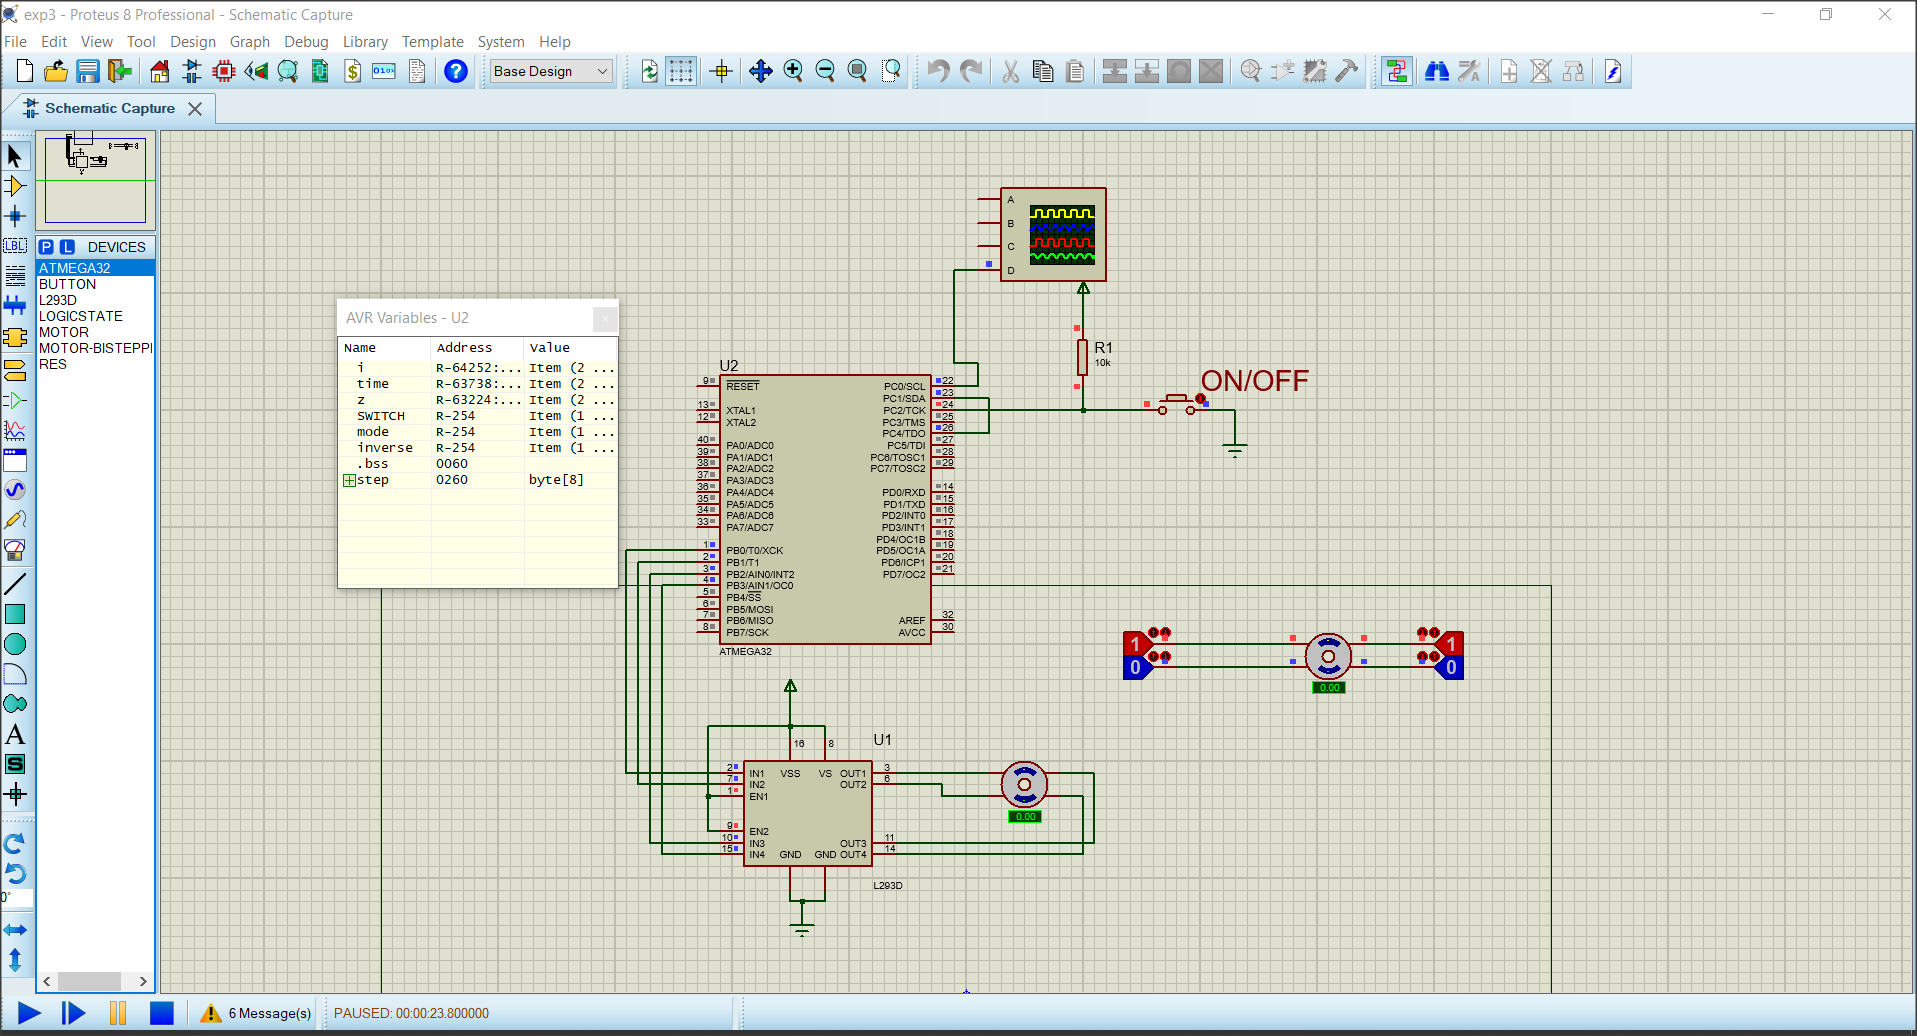 exp3 - Proteus 8 Professional - Schematic Capture
File Edit View Tool Design Graph Debug Library Template System Help
Base Design
Schematic Capture
P L DEVICES
ATMEGA32
BUTTON
L293D
LOGICSTATE
MOTOR
MOTOR-BISTEPPI
RES
AVR Variables - U2
Name Address Value
i R-64252:... Item (2 ...
time R-63738:... Item (2 ...
z R-63224:... Item (2 ...
SWITCH R-254 Item (1 ...
mode R-254 Item (1 ...
inverse R-254 Item (1 ...
.bss 0060
step 0260 byte[8]
A
B
C
D
R1
10k
ON/OFF
U2
9 RESET PC0/SCL 22
PC1/SDA 23
13 XTAL1 PC2/TCK 24
12 XTAL2 PC3/TMS 25
PC4/TDO 26
40 PA0/ADC0 PC5/TDI 27
39 PA1/ADC1 PC6/TOSC1 28
38 PA2/ADC2 PC7/TOSC2 29
37 PA3/ADC3
36 PA4/ADC4 PD0/RXD 14
35 PA5/ADC5 PD1/TXD 15
34 PA6/ADC6 PD2/INT0 16
33 PA7/ADC7 PD3/INT1 17
PD4/OC1B 18
1 PB0/T0/XCK PD5/OC1A 19
2 PB1/T1 PD6/ICP1 20
3 PB2/AIN0/INT2 PD7/OC2 21
4 PB3/AIN1/OC0
5 PB4/SS
6 PB5/MOSI
7 PB6/MISO AREF 32
8 PB7/SCK AVCC 30
ATMEGA32
1 1
0 0
0.00
U1
16 8
2 IN1 VSS VS OUT1 3
7 IN2 OUT2 6
1 EN1
0.00
9 EN2
10 IN3 OUT3 11
15 IN4 GND GND OUT4 14
L293D
0°
6 Message(s) PAUSED: 00:00:23.800000